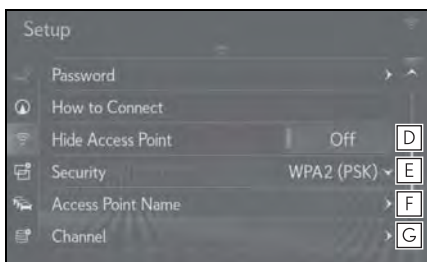 Setup
Password
How to Connect
Hide Access Point Off D
Security WPA2 (PSK) E
Access Point Name F
Channel G